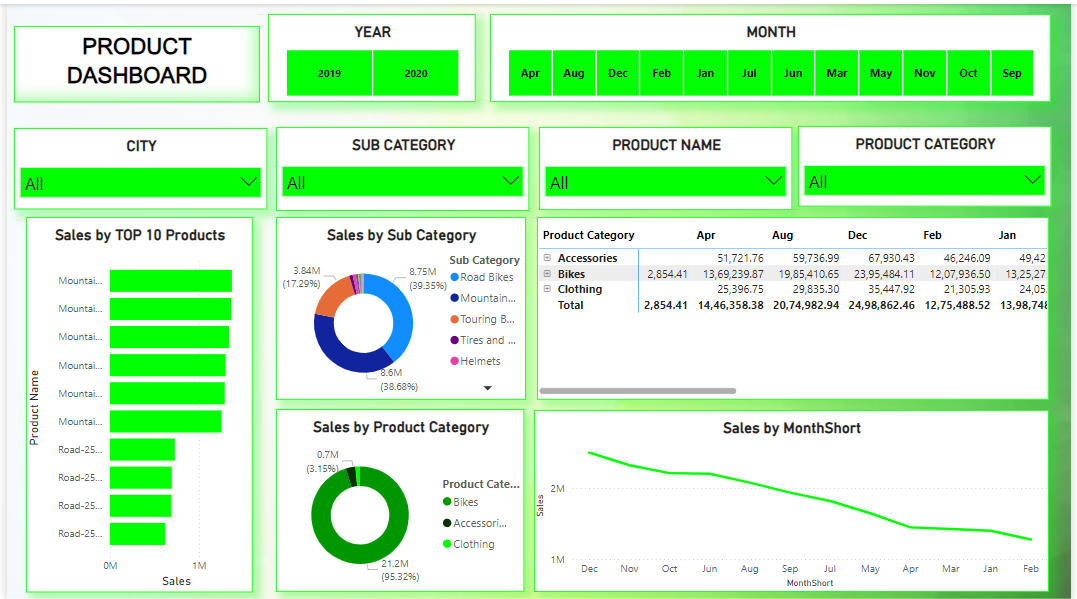 PRODUCT
DASHBOARD
YEAR
2019 2020
MONTH
Apr Aug Dec Feb Jan Jul Jun Mar May Nov Oct Sep
CITY
All
SUB CATEGORY
All
PRODUCT NAME
All
PRODUCT CATEGORY
All
Sales by TOP 10 Products
Product Name
Mountai...
Mountai...
Mountai...
Mountai...
Mountai...
Mountai...
Road-25...
Road-25...
Road-25...
Road-25...
0M 1M
Sales
Sales by Sub Category
3.84M
(17.29%)
8.75M
(39.35%)
8.6M
(38.68%)
Sub Category
Road Bikes
Mountain...
Touring B...
Tires and ...
Helmets
Product Category Apr Aug Dec Feb Jan
Accessories 51,721.76 59,736.99 67,930.43 46,246.09 49,42
Bikes 2,854.41 13,69,239.87 19,85,410.65 23,95,484.11 12,07,936.50 13,25,27
Clothing 25,396.75 29,835.30 35,447.92 21,305.93 24,05
Total 2,854.41 14,46,358.38 20,74,982.94 24,98,862.46 12,75,488.52 13,98,748
Sales by Product Category
0.7M
(3.15%)
21.2M
(95.32%)
Product Cate...
Bikes
Accessori...
Clothing
Sales by MonthShort
Sales
2M
1M
Dec Nov Oct Jun Aug Sep Jul May Apr Mar Jan Feb
MonthShort